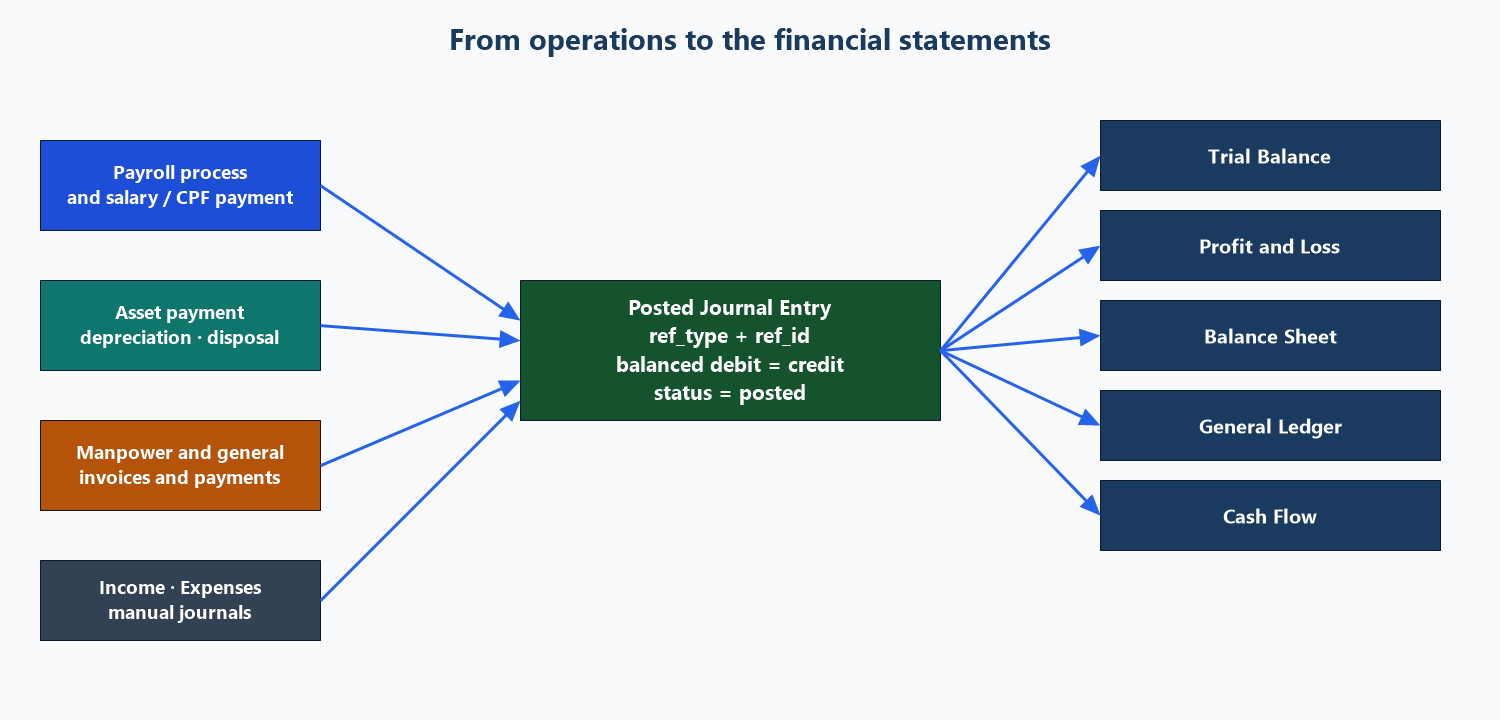 From operations to the financial statements
Payroll process
and salary / CPF payment
Asset payment
depreciation · disposal
Manpower and general
invoices and payments
Income · Expenses
manual journals
Posted Journal Entry
ref_type + ref_id
balanced debit = credit
status = posted
Trial Balance
Profit and Loss
Balance Sheet
General Ledger
Cash Flow